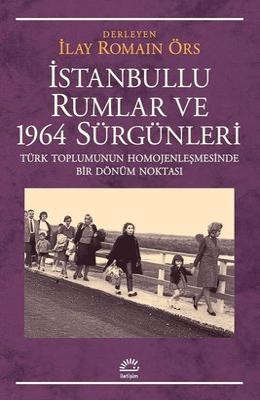 DERLEYEN
İLAY ROMAIN ÖRS
İSTANBULLU
RUMLAR VE
1964 SÜRGÜNLERİ
TÜRK TOPLUMUNUN HOMOJENLEŞMESİNDE
BİR DÖNÜM NOKTASI
iletişim